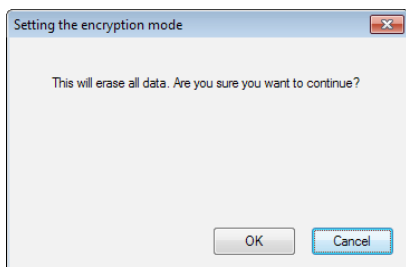 Setting the encryption mode
This will erase all data. Are you sure you want to continue?
OK Cancel